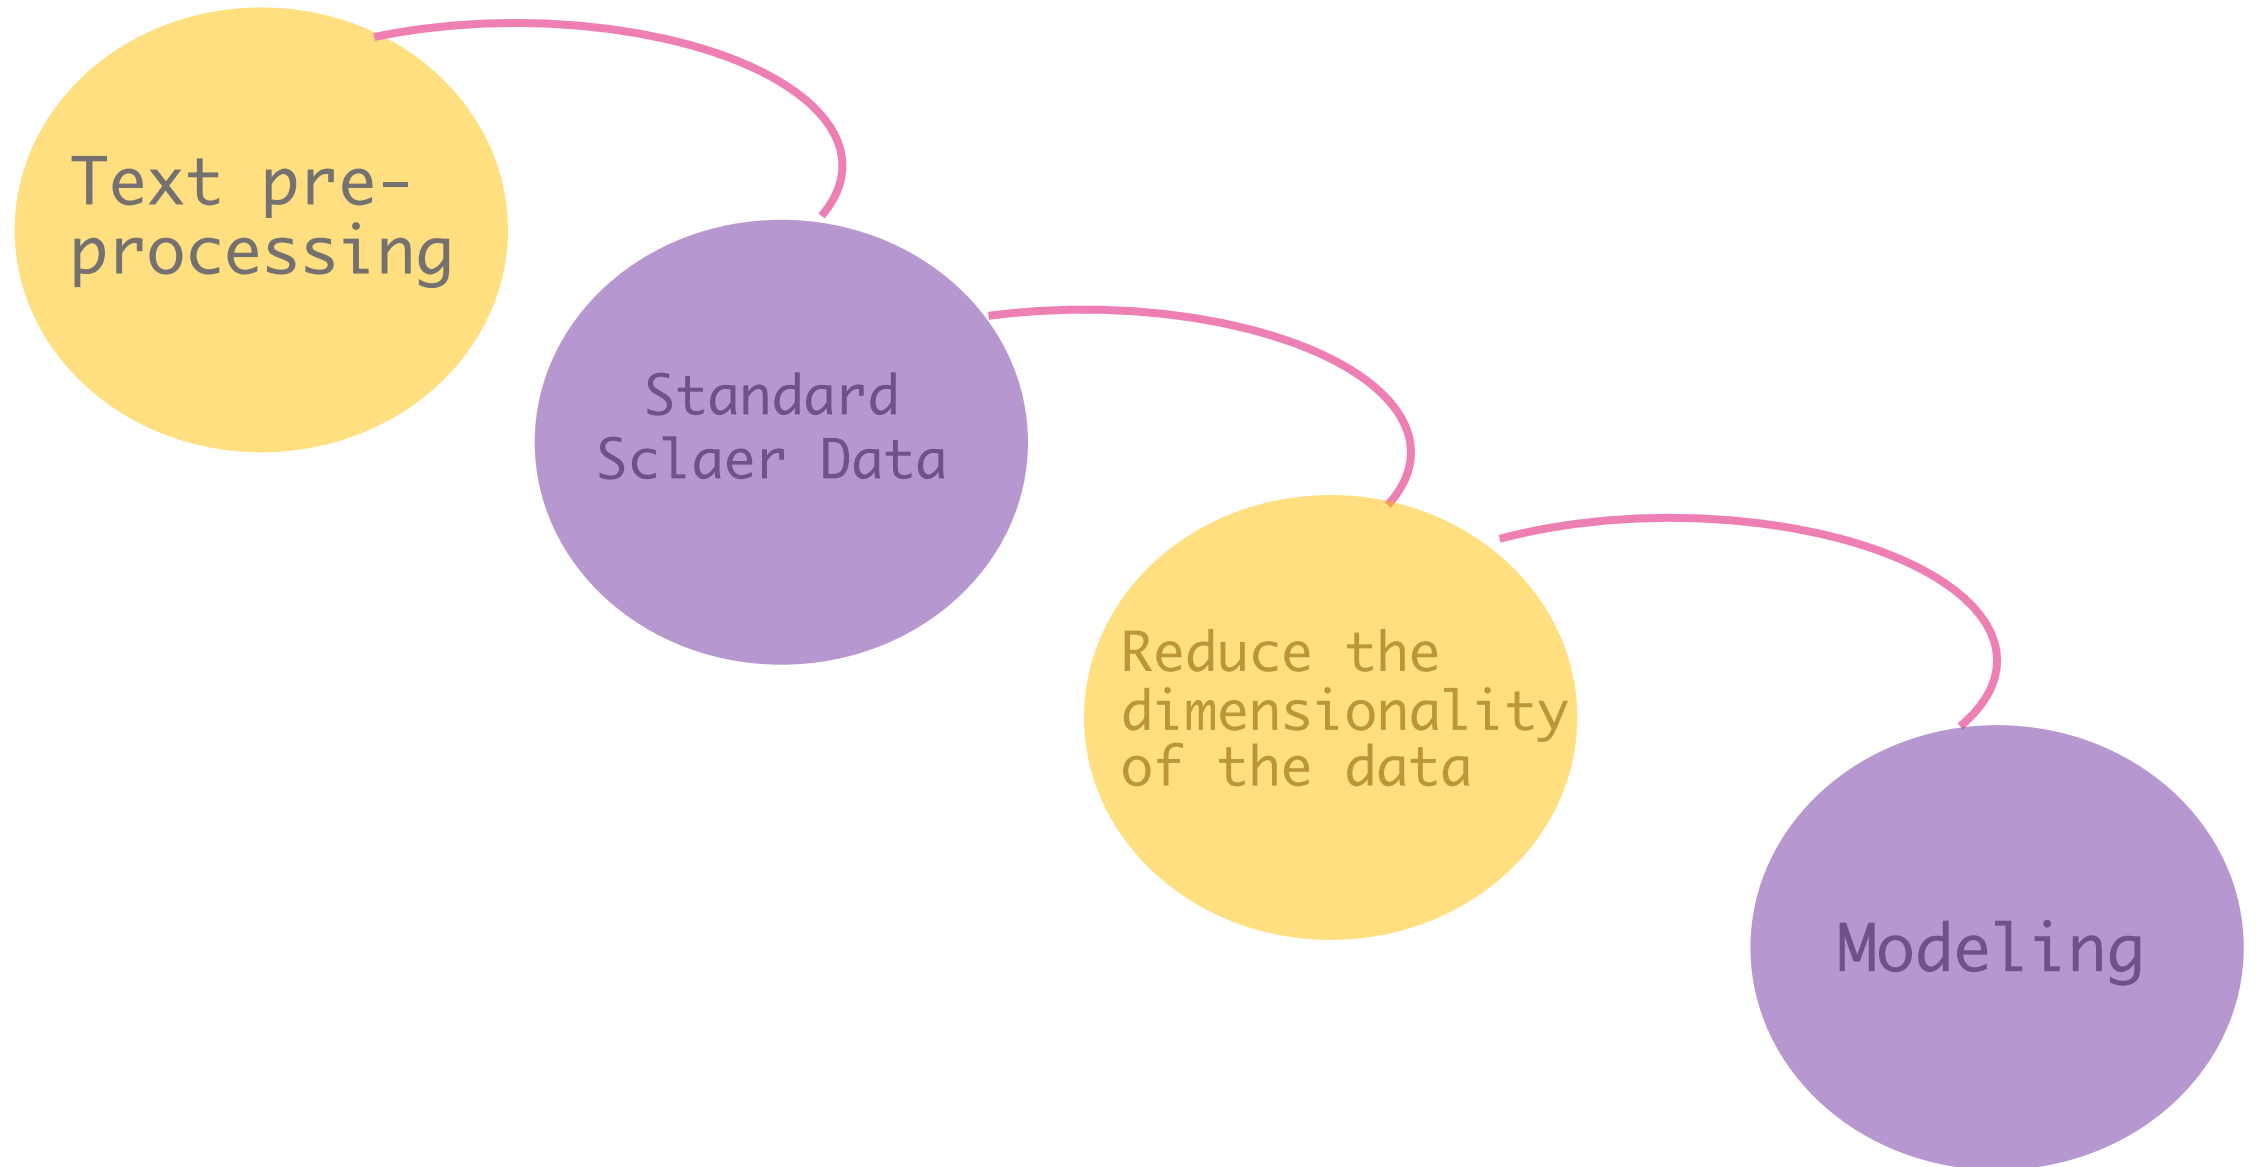 Text pre-
processing
Standard
Sclaer Data
Reduce the
dimensionality
of the data
Modeling